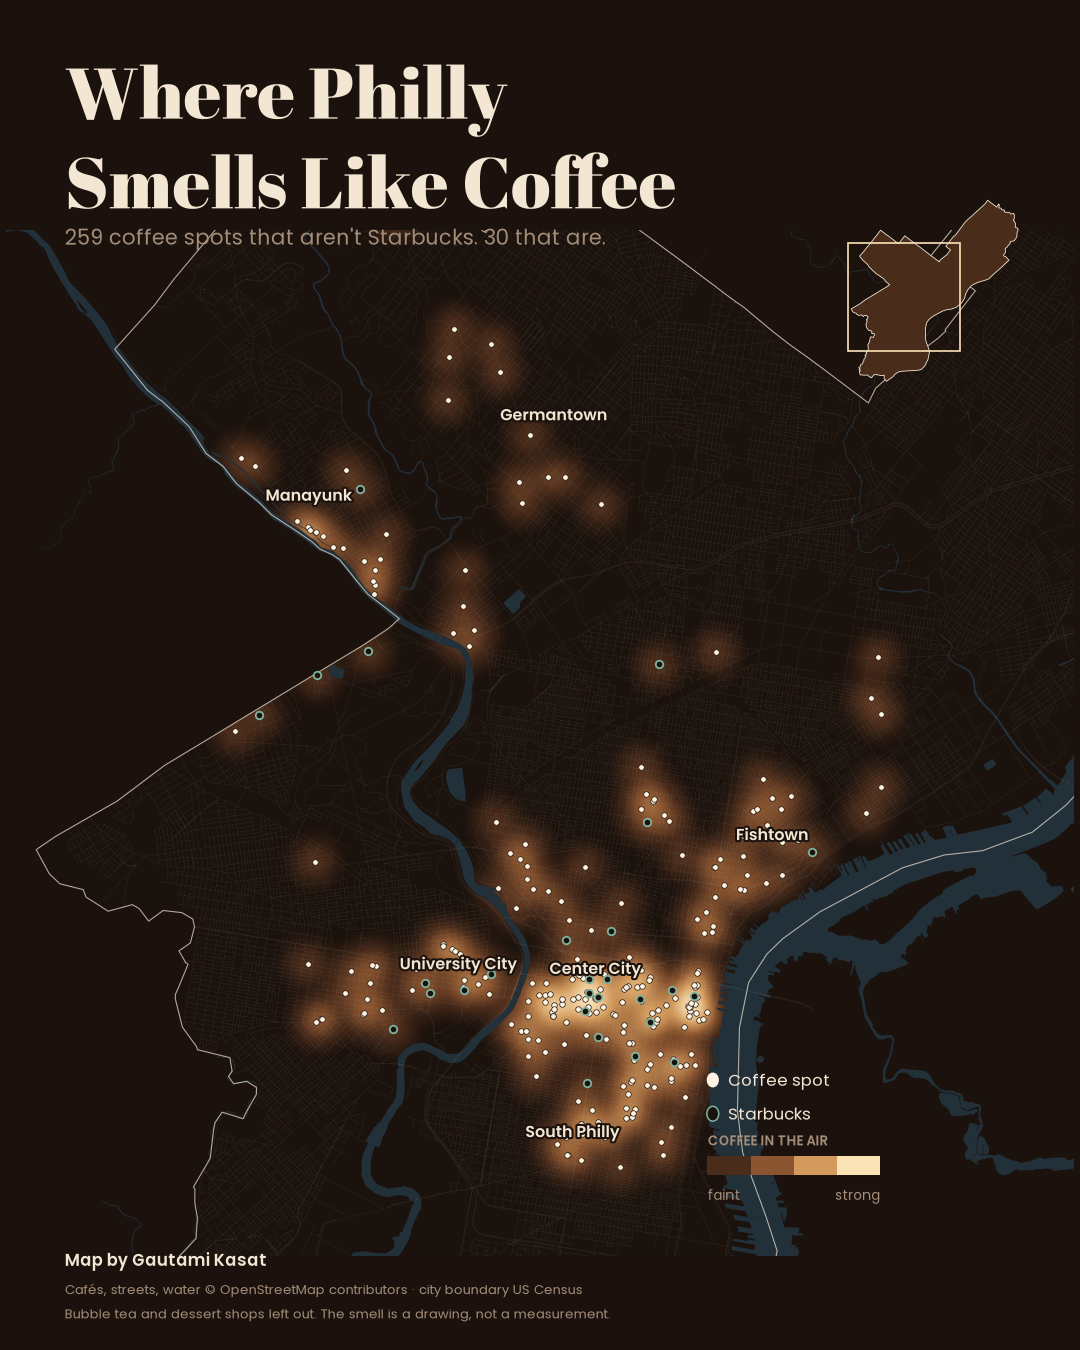 Where Philly
Smells Like Coffee
259 coffee spots that aren't Starbucks. 30 that are.
Germantown
Manayunk
Fishtown
University City
Center City
South Philly
Coffee spot
Starbucks
COFFEE IN THE AIR
faint strong
Map by Gautami Kasat
Cafés, streets, water © OpenStreetMap contributors · city boundary US Census
Bubble tea and dessert shops left out. The smell is a drawing, not a measurement.